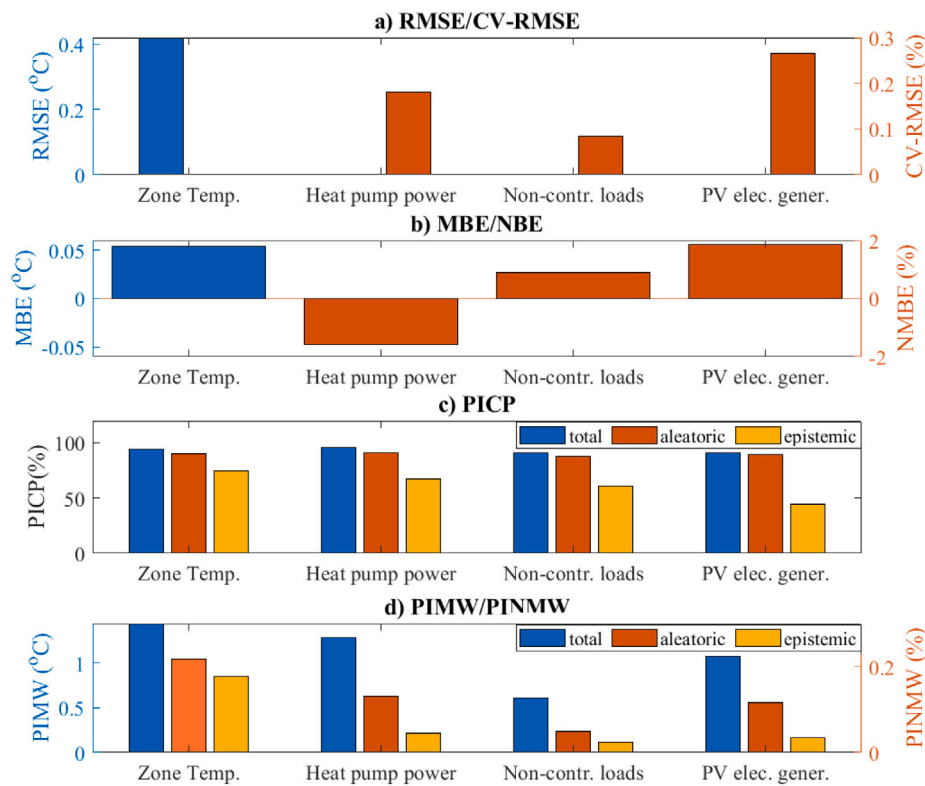 a) RMSE/CV-RMSE
RMSE (°C)
0.4
0.2
0
CV-RMSE (%)
0.3
0.2
0.1
0
Zone Temp. Heat pump power Non-contr. loads PV elec. gener.
b) MBE/NBE
MBE (°C)
0.05
0
-0.05
NMBE (%)
2
0
-2
Zone Temp. Heat pump power Non-contr. loads PV elec. gener.
c) PICP
PICP(%)
100
50
0
total aleatoric epistemic
Zone Temp. Heat pump power Non-contr. loads PV elec. gener.
d) PIMW/PINMW
PIMW (°C)
1
0.5
0
total aleatoric epistemic
PINMW (%)
0.2
0
Zone Temp. Heat pump power Non-contr. loads PV elec. gener.